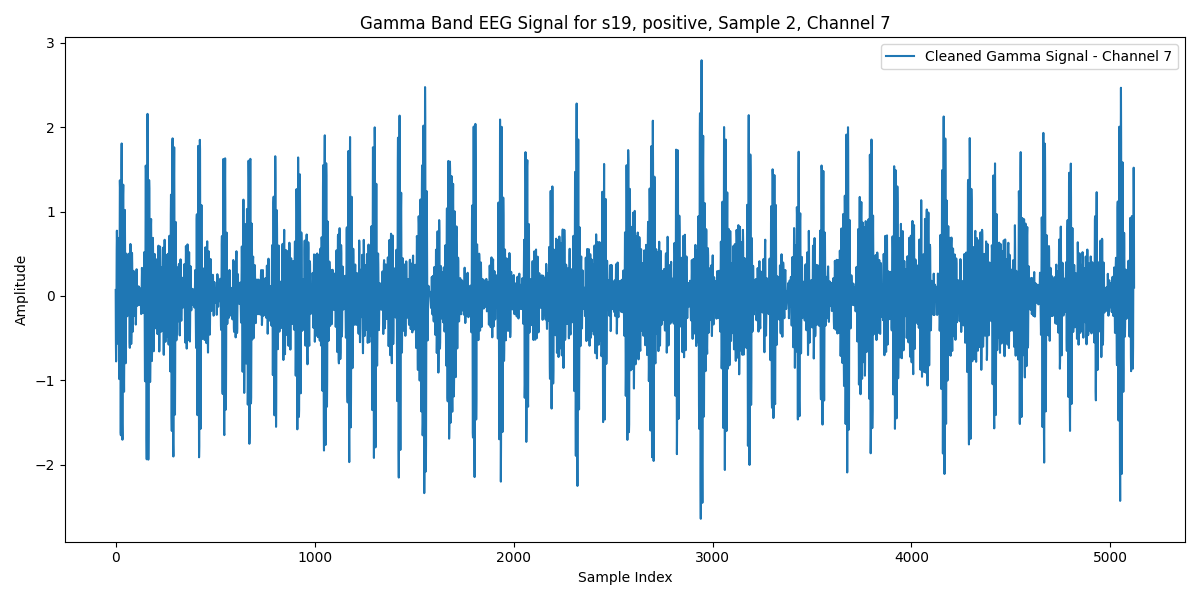 Gamma Band EEG Signal for s19, positive, Sample 2, Channel 7
Cleaned Gamma Signal - Channel 7
Amplitude
3
2
1
0
−1
−2
0 1000 2000 3000 4000 5000
Sample Index